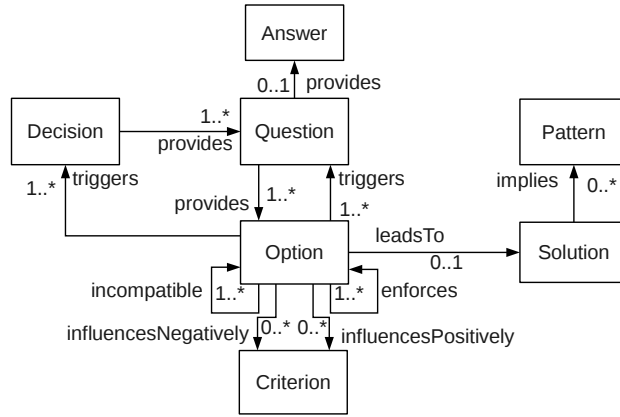 Answer
0..1 provides
Decision
1..*
provides
Question
Pattern
1..* triggers
provides 1..*
triggers
1..*
implies 0..*
Option
leadsTo
0..1
Solution
incompatible 1..*
1..* enforces
influencesNegatively 0..*
0..* influencesPositively
Criterion